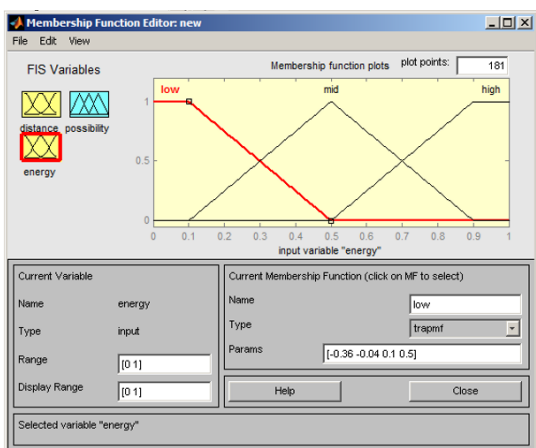 Membership Function Editor: new
File Edit View
FIS Variables
Membership function plots
plot points:
181
distance
possibility
energy
low
mid
high
1
0.5
0
0 0.1 0.2 0.3 0.4 0.5 0.6 0.7 0.8 0.9 1
input variable "energy"
Current Variable
Name
energy
Type
input
Range
[0 1]
Display Range
[0 1]
Current Membership Function (click on MF to select)
Name
low
Type
trapmf
Params
[-0.36 -0.04 0.1 0.5]
Help
Close
Selected variable "energy"